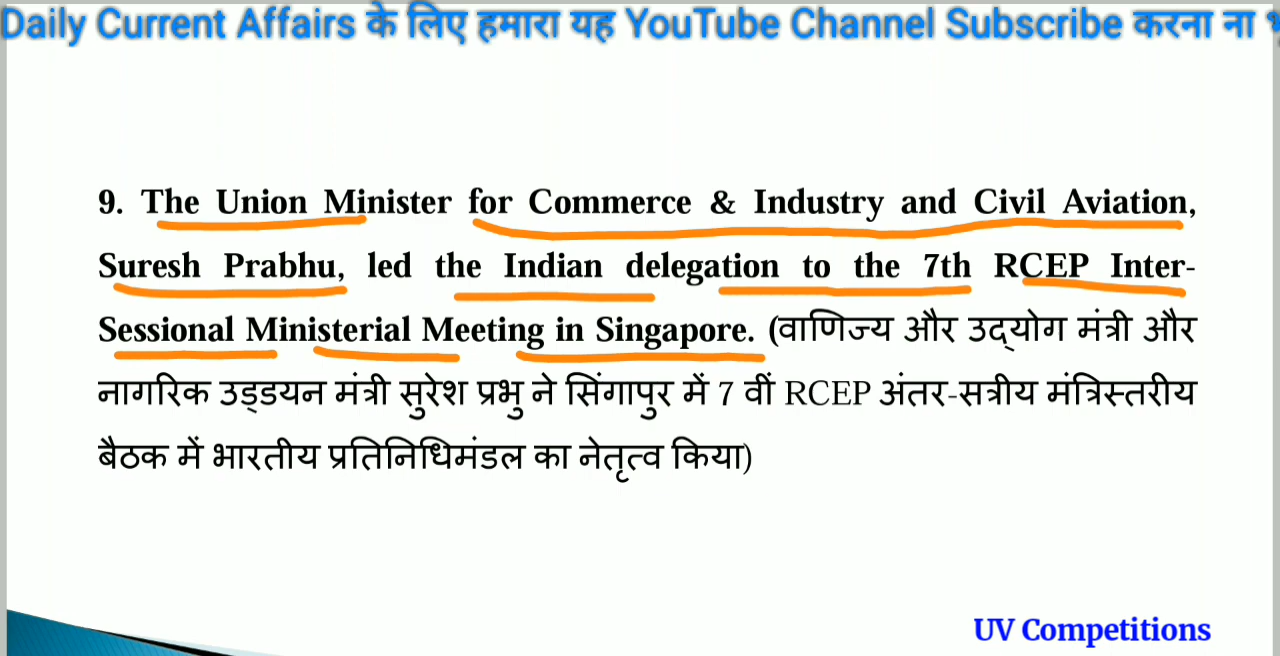 Daily Current Affairs के लिए हमारा यह YouTube Channel Subscribe करना ना
9. The Union Minister for Commerce & Industry and Civil Aviation,
Suresh Prabhu, led the Indian delegation to the 7th RCEP Inter-
Sessional Ministerial Meeting in Singapore. (वाणिज्य और उद्योग मंत्री और
नागरिक उड्डयन मंत्री सुरेश प्रभु ने सिंगापुर में 7 वीं RCEP अंतर-सत्रीय मंत्रिस्तरीय
बैठक में भारतीय प्रतिनिधिमंडल का नेतृत्व किया)
UV Competitions